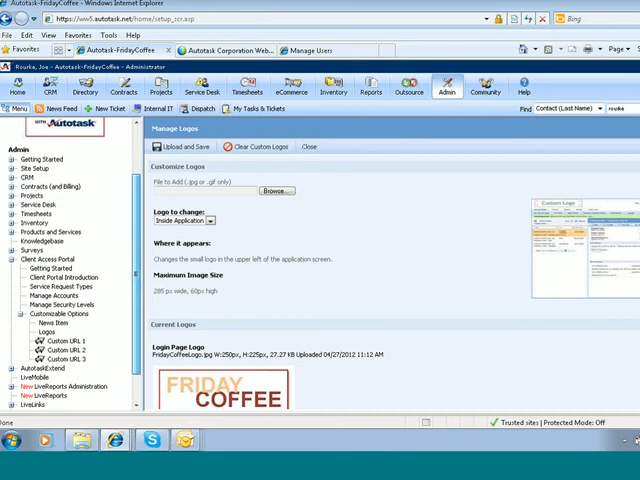 Autotask-FridayCoffee - Windows Internet Explorer
https://ww5.autotask.net/home/setup_scr.asp
Bing
File Edit View Favorites Tools Help
Favorites Autotask-FridayCoffee Autotask Corporation Web... Manage Users Page
Rourke, Joe - Autotask-FridayCoffee - Administrator
Home CRM Directory Contracts Projects Service Desk Timesheets eCommerce Inventory Reports Outsource Admin Community Help
Menu News Feed New Ticket Internal IT Dispatch My Tasks & Tickets Find Contact (Last Name) rourke
WITH Autotask
Admin
Getting Started
Site Setup
CRM
Contracts (and Billing)
Projects
Service Desk
Timesheets
Inventory
Products and Services
Knowledgebase
Surveys
Client Access Portal
Getting Started
Client Portal Introduction
Service Request Types
Manage Accounts
Manage Security Levels
Customizable Options
News Item
Logos
Custom URL 1
Custom URL 2
Custom URL 3
AutotaskExtend
LiveMobile
New LiveReports Administration
New LiveReports
LiveLinks
Manage Logos
Upload and Save Clear Custom Logos Close
Customize Logos
File to Add (.jpg or .gif only)
Browse...
Logo to change:
Inside Application
Where it appears:
Changes the small logo in the upper left of the application screen.
Maximum Image Size
285 px wide, 60px high
Custom Logo
Current Logos
Login Page Logo
FridayCoffeeLogo.jpg W:250px, H:225px, 27.27 KB Uploaded 04/27/2012 11:12 AM
FRIDAY
COFFEE
Done Trusted sites | Protected Mode: Off